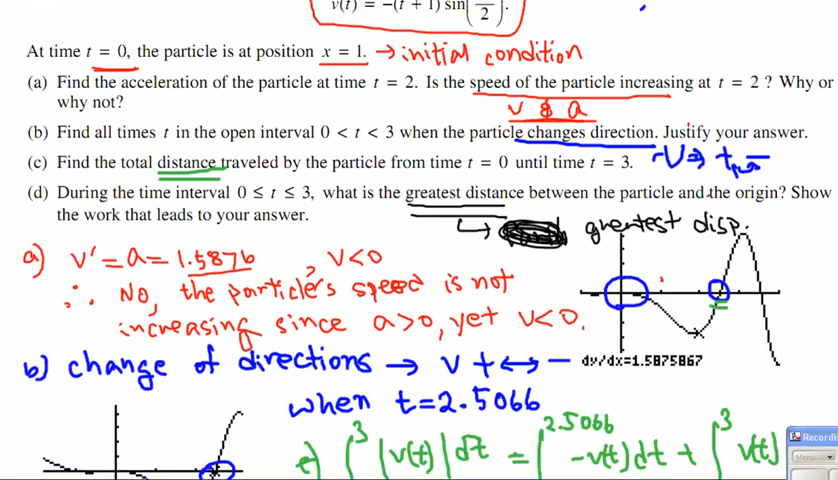 v(t) = −(t + 1) sin( /2 ).
At time t = 0, the particle is at position x = 1. → initial condition
(a) Find the acceleration of the particle at time t = 2. Is the speed of the particle increasing at t = 2 ? Why or
why not?
v & a
(b) Find all times t in the open interval 0 < t < 3 when the particle changes direction. Justify your answer.
(c) Find the total distance traveled by the particle from time t = 0 until time t = 3.
(d) During the time interval 0 ≤ t ≤ 3, what is the greatest distance between the particle and the origin? Show
the work that leads to your answer.
greatest disp.
a) v' = a = 1.5876, v<0
∴ No, the particle's speed is not
increasing since a>0, yet v<0.
dy/dx=1.5875867
b) change of directions → v + ↔ −
when t=2.5066
c) ∫³ |v(t)| dt = ∫^2.5066 −v(t) dt + ∫³ v(t)
Recordi
Menu